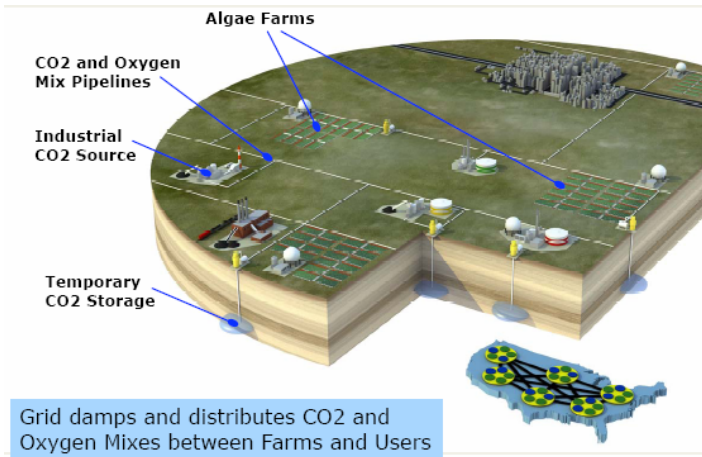 Algae Farms
CO2 and Oxygen
Mix Pipelines
Industrial
CO2 Source
Temporary
CO2 Storage
Grid damps and distributes CO2 and
Oxygen Mixes between Farms and Users